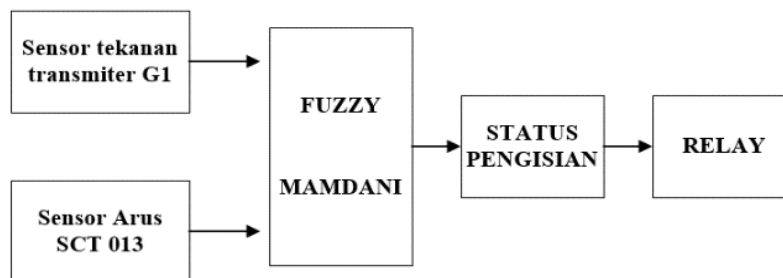 Sensor tekanan
transmiter G1
FUZZY
MAMDANI
STATUS
PENGISIAN
RELAY
Sensor Arus
SCT 013